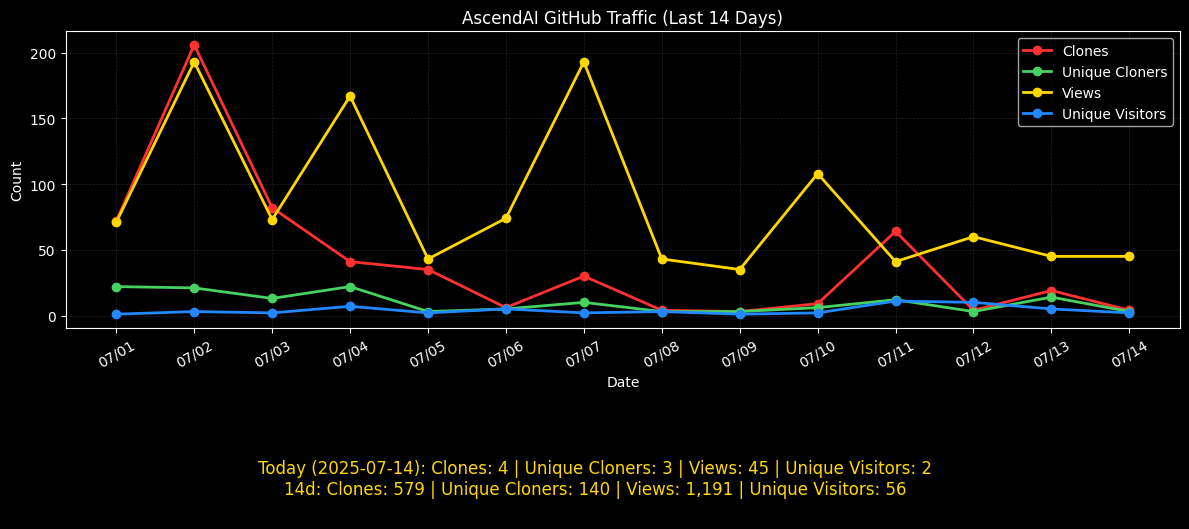 AscendAI GitHub Traffic (Last 14 Days)
Clones
Unique Cloners
Views
Unique Visitors
Count
200
150
100
50
0
07/01 07/02 07/03 07/04 07/05 07/06 07/07 07/08 07/09 07/10 07/11 07/12 07/13 07/14
Date
Today (2025-07-14): Clones: 4 | Unique Cloners: 3 | Views: 45 | Unique Visitors: 2
14d: Clones: 579 | Unique Cloners: 140 | Views: 1,191 | Unique Visitors: 56